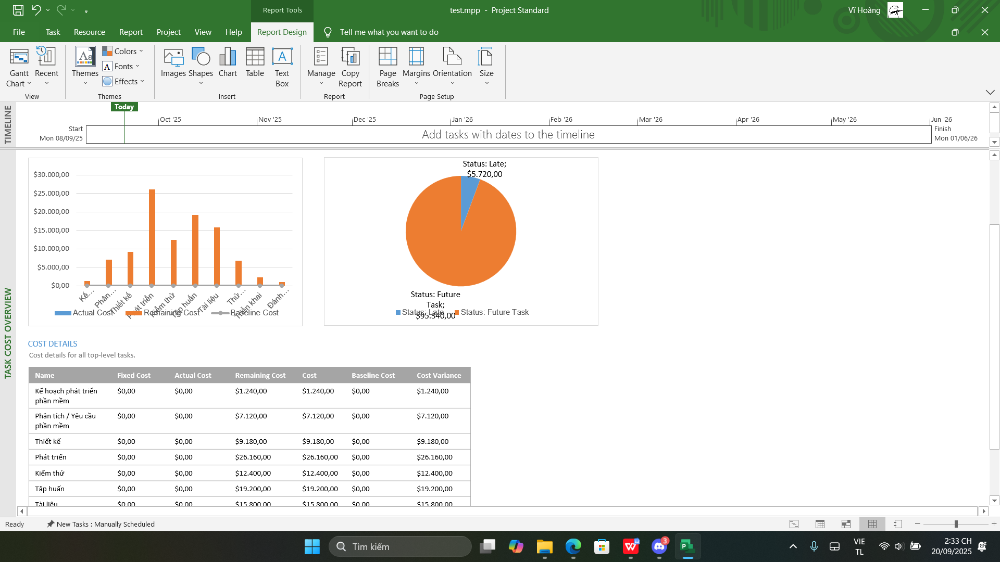 Report Tools
test.mpp - Project Standard
Vĩ Hoàng
File Task Resource Report Project View Help Report Design Tell me what you want to do
Gantt Chart
Recent
View
Themes
Colors
Fonts
Effects
Themes
Images
Shapes
Chart
Table
Text Box
Insert
Manage
Copy Report
Report
Page Breaks
Margins
Orientation
Size
Page Setup
TIMELINE
Today
Oct '25 Nov '25 Dec '25 Jan '26 Feb '26 Mar '26 Apr '26 May '26 Jun '26
Start
Mon 08/09/25
Add tasks with dates to the timeline
Finish
Mon 01/06/26
TASK COST OVERVIEW
$30.000,00
$25.000,00
$20.000,00
$15.000,00
$10.000,00
$5.000,00
$0,00
Kế...
Phân...
Thiết kế
Phát triển
Kiểm thử
Tập huấn
Tài liệu
Thử...
Triển khai
Đánh...
Actual Cost Remaining Cost Baseline Cost
Status: Late;
$5.720,00
Status: Future
Task;
$95.340,00
Status: Late Status: Future Task
COST DETAILS
Cost details for all top-level tasks.
Name Fixed Cost Actual Cost Remaining Cost Cost Baseline Cost Cost Variance
Kế hoạch phát triển phần mềm $0,00 $0,00 $1.240,00 $1.240,00 $0,00 $1.240,00
Phân tích / Yêu cầu phần mềm $0,00 $0,00 $7.120,00 $7.120,00 $0,00 $7.120,00
Thiết kế $0,00 $0,00 $9.180,00 $9.180,00 $0,00 $9.180,00
Phát triển $0,00 $0,00 $26.160,00 $26.160,00 $0,00 $26.160,00
Kiểm thử $0,00 $0,00 $12.400,00 $12.400,00 $0,00 $12.400,00
Tập huấn $0,00 $0,00 $19.200,00 $19.200,00 $0,00 $19.200,00
Tài liệu $0,00 $0,00 $15.800,00 $15.800,00 $0,00 $15.800,00
Ready New Tasks : Manually Scheduled
Tìm kiếm
3
VIE
TL
2:33 CH
20/09/2025